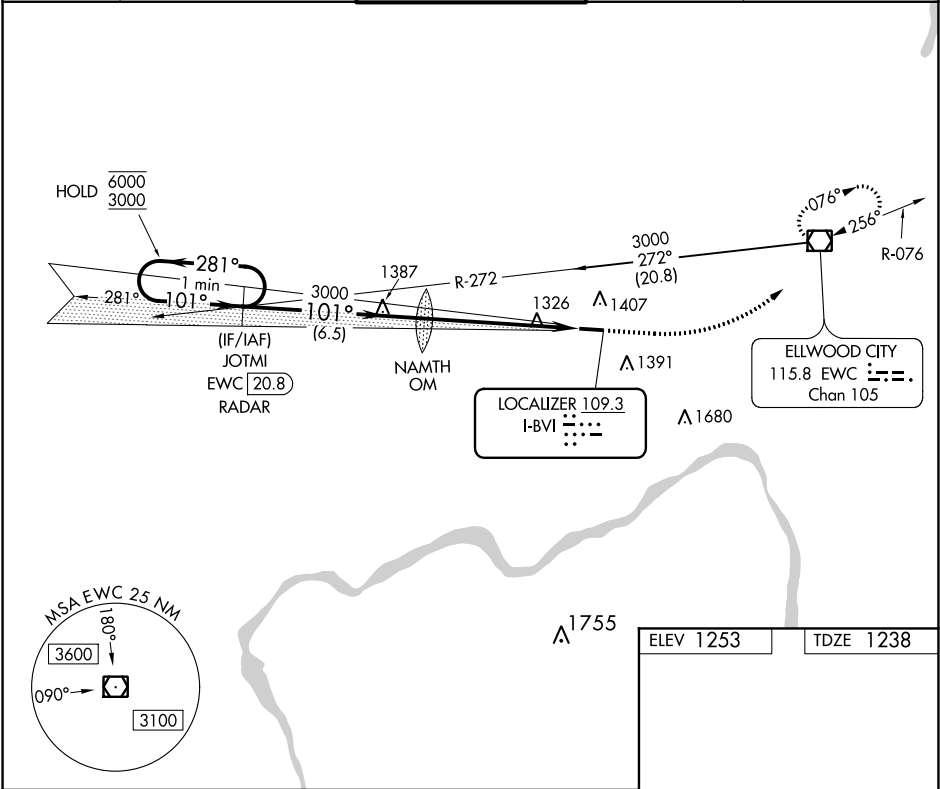 HOLD 6000
3000
281°
1 min
281°
101°
3000
101°
(6.5)
1387
R-272
3000
272°
(20.8)
1326
1407
076°
256°
R-076
(IF/IAF)
JOTMI
EWC 20.8
RADAR
NAMTH
OM
1391
LOCALIZER 109.3
I-BVI
1680
ELLWOOD CITY
115.8 EWC
Chan 105
MSA EWC 25 NM
180°
3600
090°
3100
1755
ELEV 1253
TDZE 1238